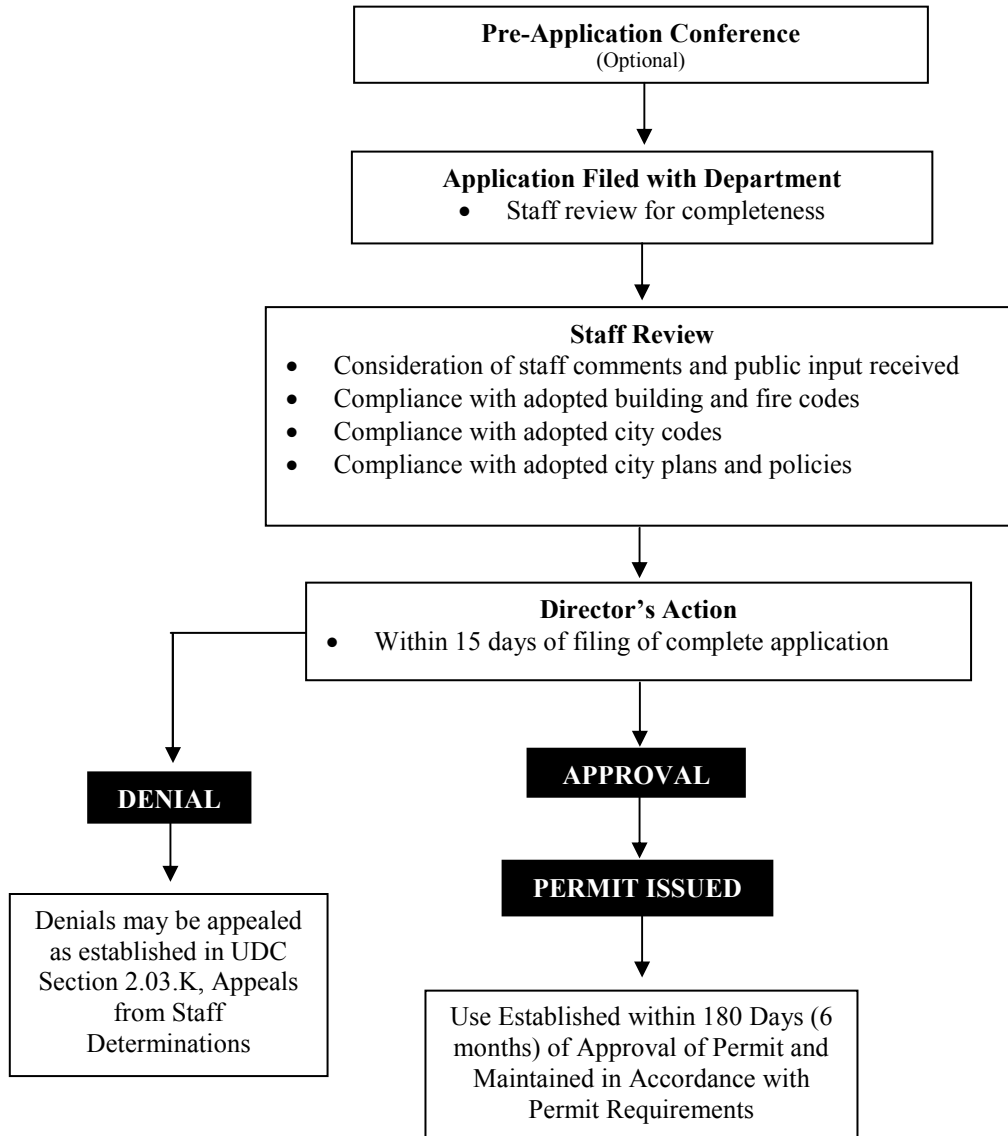 Pre-Application Conference
(Optional)
Application Filed with Department
• Staff review for completeness
Staff Review
• Consideration of staff comments and public input received
• Compliance with adopted building and fire codes
• Compliance with adopted city codes
• Compliance with adopted city plans and policies
Director’s Action
• Within 15 days of filing of complete application
DENIAL
APPROVAL
PERMIT ISSUED
Denials may be appealed
as established in UDC
Section 2.03.K, Appeals
from Staff
Determinations
Use Established within 180 Days (6
months) of Approval of Permit and
Maintained in Accordance with
Permit Requirements